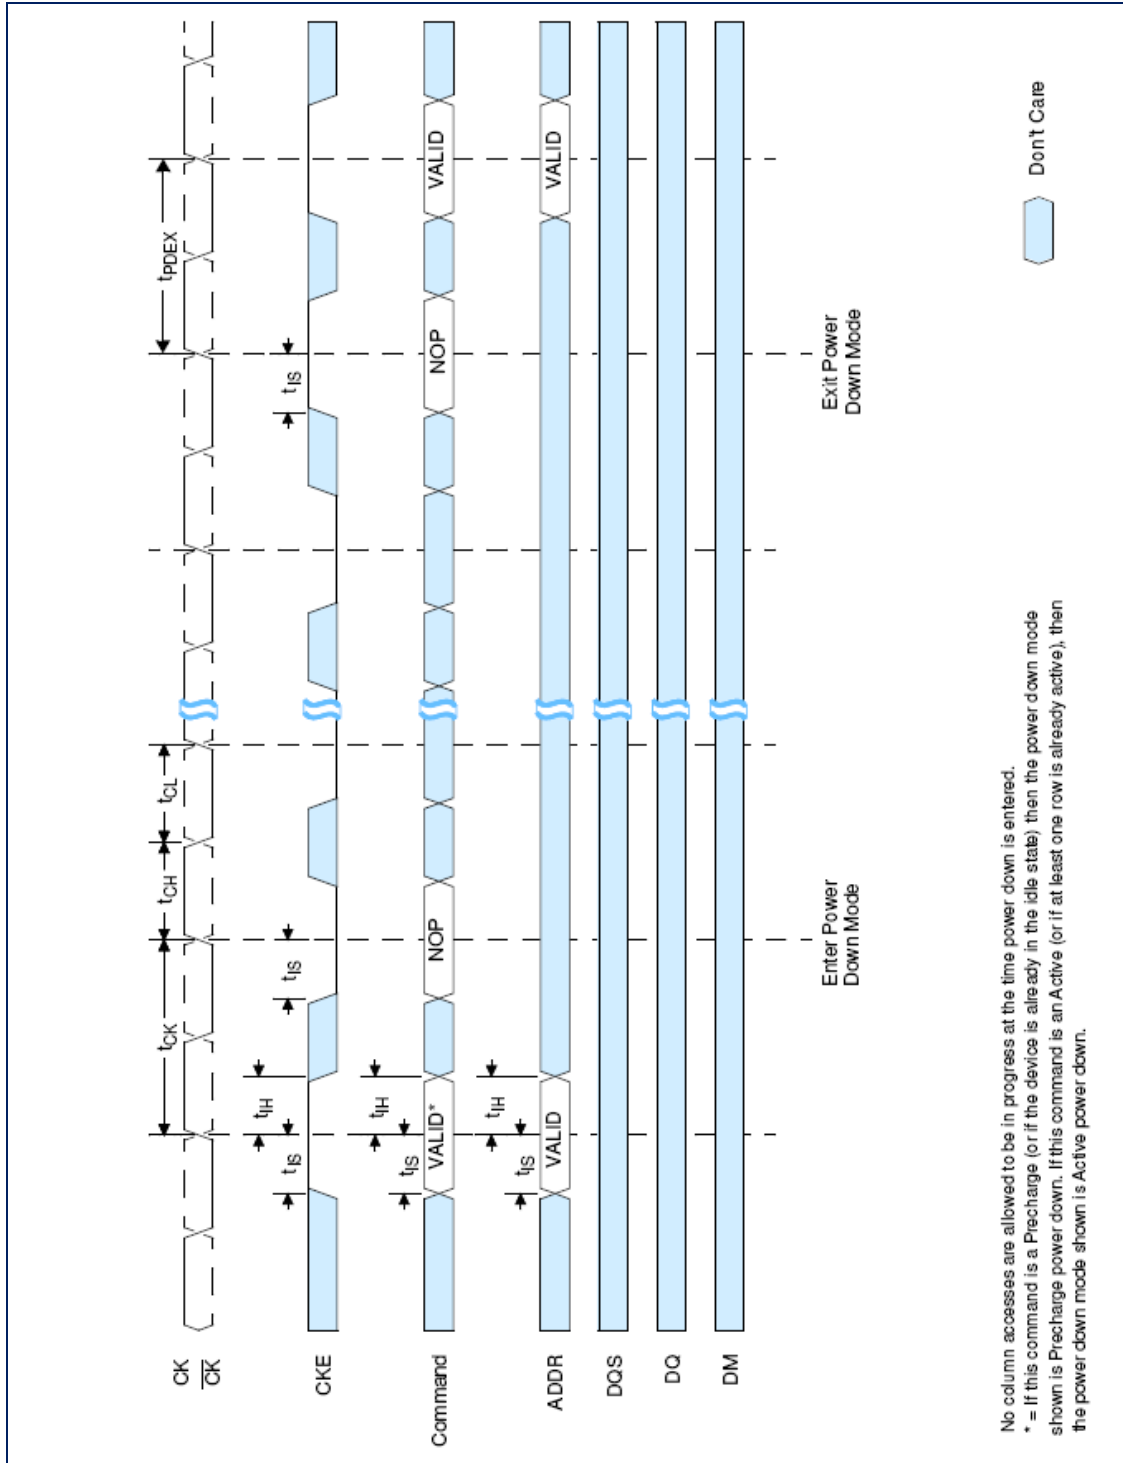 CK
CK
tCK
tCH
tCL
tPDEX
CKE
tIS
tIH
tIS
tIS
Command
tIS
tIH
VALID*
NOP
NOP
VALID
ADDR
tIS
tIH
VALID
VALID
DQS
DQ
DM
Enter Power
Down Mode
Exit Power
Down Mode
No column accesses are allowed to be in progress at the time power down is entered.
* = If this command is a Precharge (or if the device is already in the idle state) then the power down mode
shown is Precharge power down. If this command is an Active (or if at least one row is already active), then
the power down mode shown is Active power down.
Don't Care